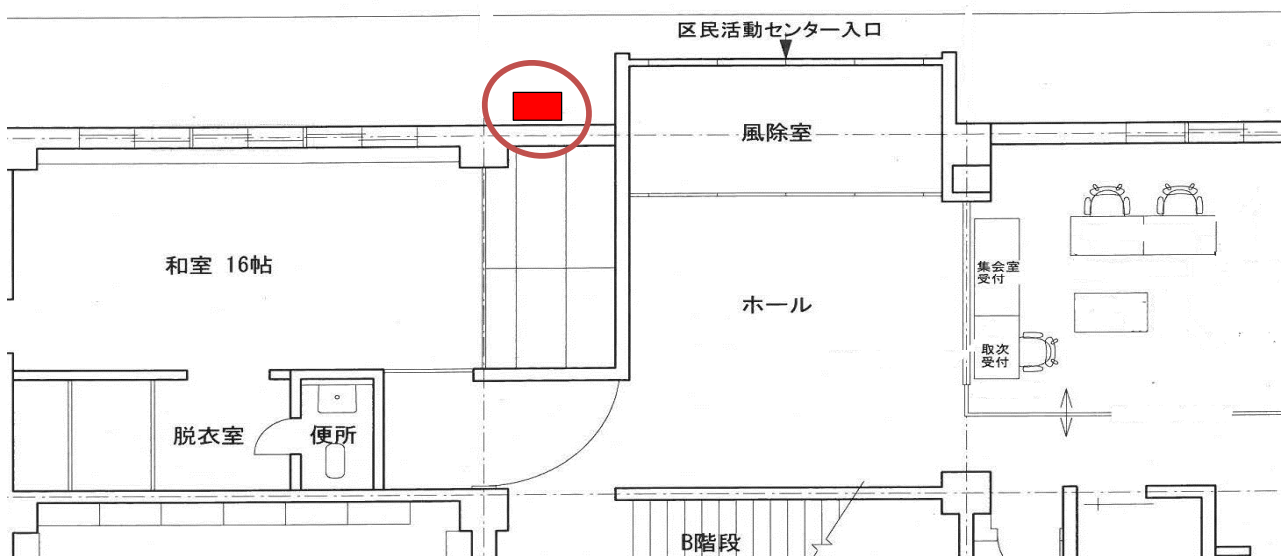 区民活動センター入口
風除室
和室 16帖
集会室
受付
ホール
取次
受付
脱衣室
便所
B階段